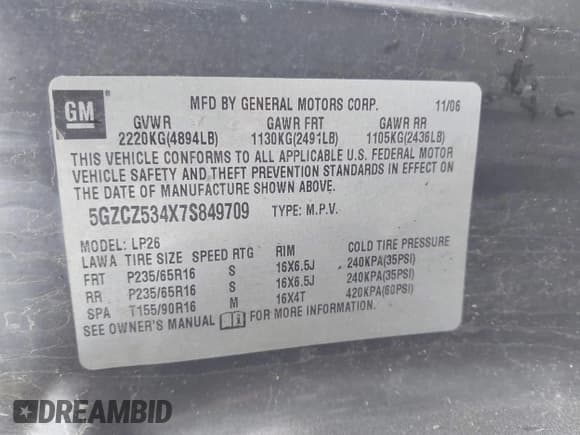 GM
MFD BY GENERAL MOTORS CORP. 11/06
GVWR GAWR FRT GAWR RR
2220KG(4894LB) 1130KG(2491LB) 1105KG(2436LB)
THIS VEHICLE CONFORMS TO ALL APPLICABLE U.S. FEDERAL MOTOR
VEHICLE SAFETY AND THEFT PREVENTION STANDARDS IN EFFECT ON
THE DATE OF MANUFACTURE SHOWN ABOVE.
5GZCZ534X7S849709 TYPE: M.P.V.
MODEL: LP26
LAWA TIRE SIZE SPEED RTG RIM COLD TIRE PRESSURE
FRT P235/65R16 S 16X6.5J 240KPA(35PSI)
RR P235/65R16 S 16X6.5J 240KPA(35PSI)
SPA T155/90R16 M 16X4T 420KPA(60PSI)
SEE OWNER'S MANUAL FOR MORE INFORMATION.
DREAMBID